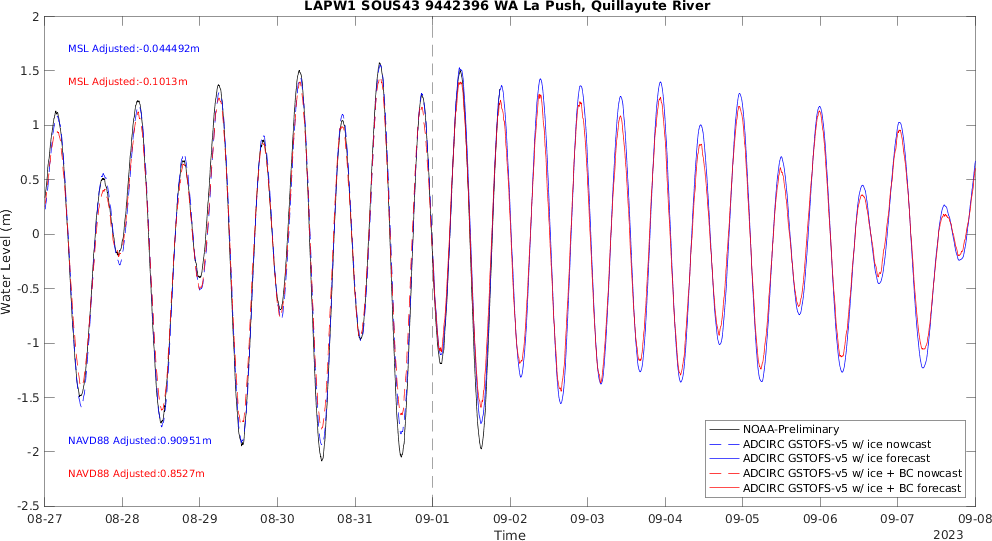 LAPW1 SOUS43 9442396 WA La Push, Quillayute River
2
1.5
1
0.5
0
-0.5
-1
-1.5
-2
-2.5
Water Level (m)
MSL Adjusted:-0.044492m
MSL Adjusted:-0.1013m
NAVD88 Adjusted:0.90951m
NAVD88 Adjusted:0.8527m
NOAA-Preliminary
ADCIRC GSTOFS-v5 w/ ice nowcast
ADCIRC GSTOFS-v5 w/ ice forecast
ADCIRC GSTOFS-v5 w/ ice + BC nowcast
ADCIRC GSTOFS-v5 w/ ice + BC forecast
08-27 08-28 08-29 08-30 08-31 09-01 09-02 09-03 09-04 09-05 09-06 09-07 09-08
Time
2023